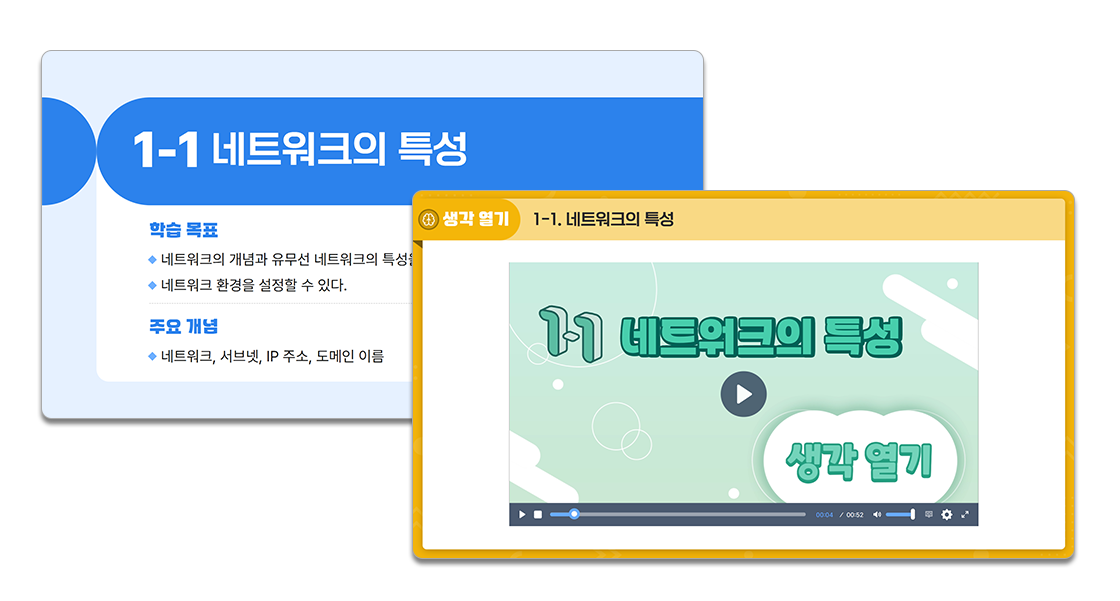 1-1 네트워크의 특성
학습 목표
네트워크의 개념과 유무선 네트워크의 특성을
네트워크 환경을 설정할 수 있다.
주요 개념
네트워크, 서브넷, IP 주소, 도메인 이름
생각 열기
1-1. 네트워크의 특성
1-1 네트워크의 특성
생각 열기
00:04 / 00:52